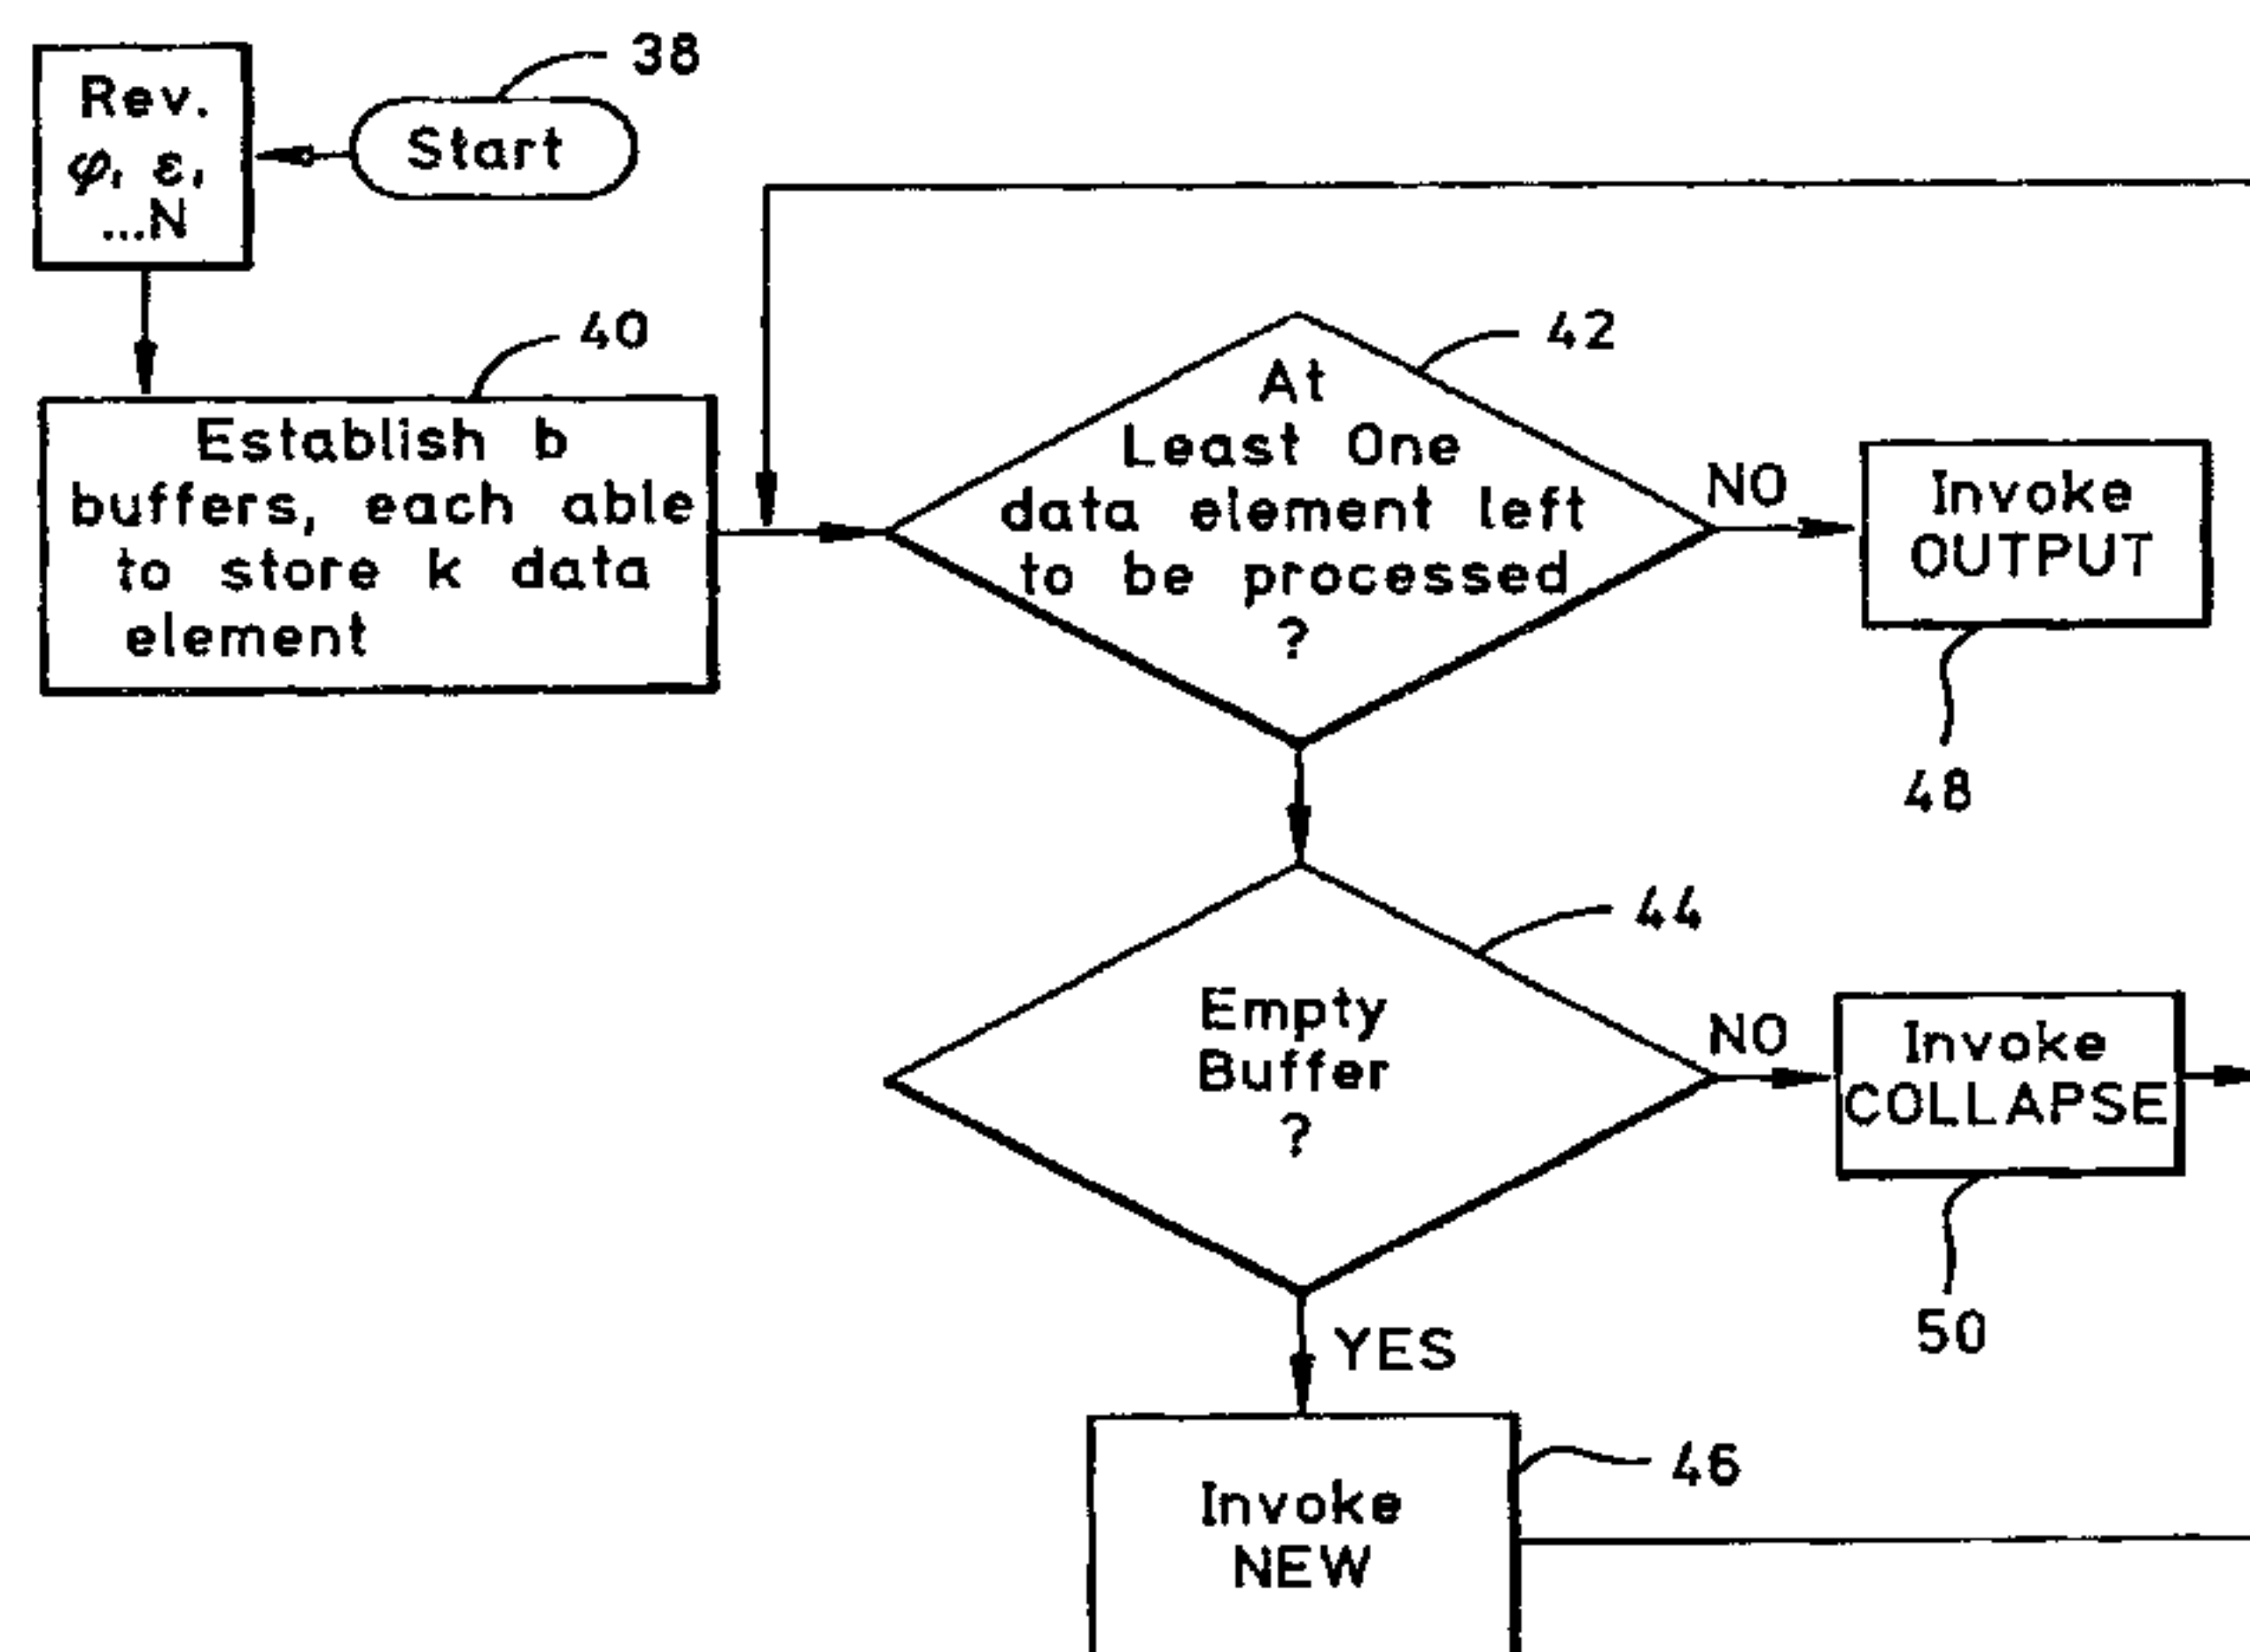 38
Rev.
φ, ε,
...N
Start
40
Establish b
buffers, each able
to store k data
element
42
At
Least One
data element left
to be processed
?
NO
Invoke
OUTPUT
48
44
Empty
Buffer
?
NO
Invoke
COLLAPSE
50
YES
46
Invoke
NEW